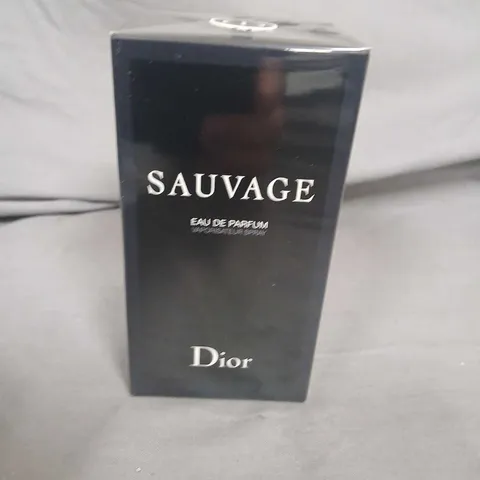 SAUVAGE
EAU DE PARFUM
VAPORISATEUR SPRAY
Dior